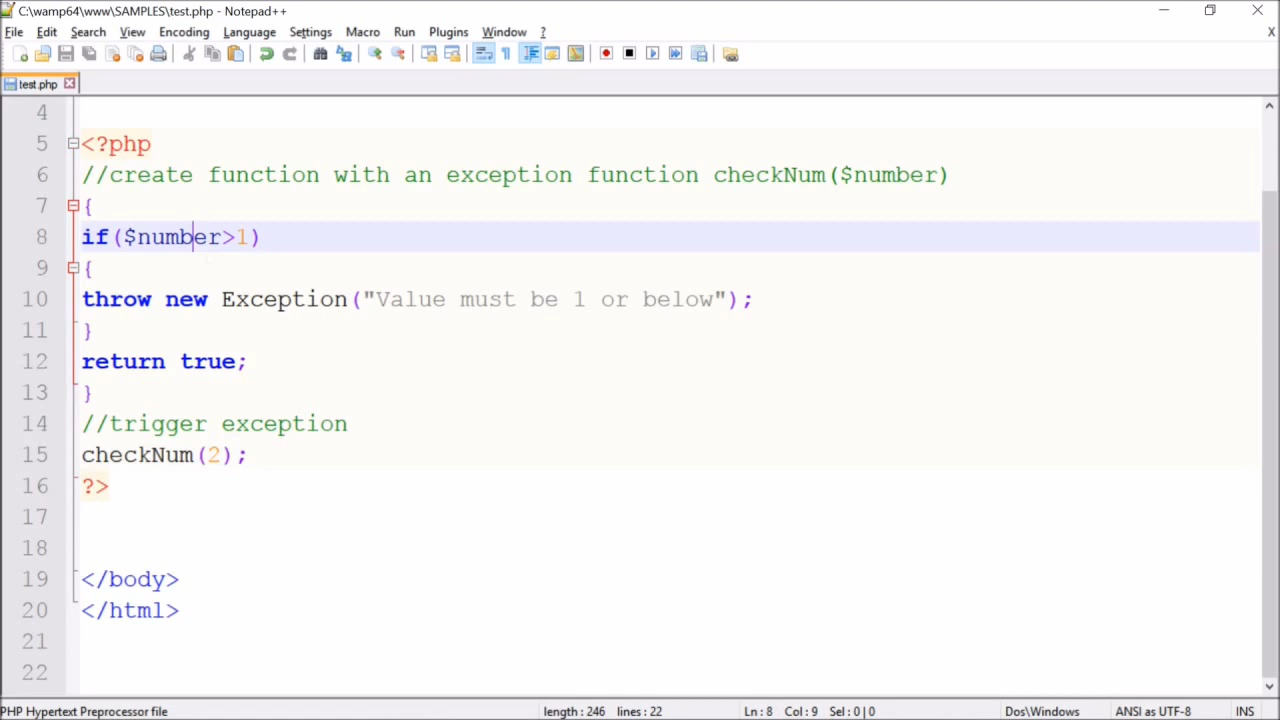 C:\wamp64\www\SAMPLES\test.php - Notepad++
File Edit Search View Encoding Language Settings Macro Run Plugins Window ? X
test.php
4
5 <?php
6 //create function with an exception function checkNum($number)
7 {
8 if($number>1)
9 {
10 throw new Exception("Value must be 1 or below");
11 }
12 return true;
13 }
14 //trigger exception
15 checkNum(2);
16 ?>
17
18
19 </body>
20 </html>
21
22
PHP Hypertext Preprocessor file length : 246 lines : 22 Ln : 8 Col : 9 Sel : 0 | 0 Dos\Windows ANSI as UTF-8 INS